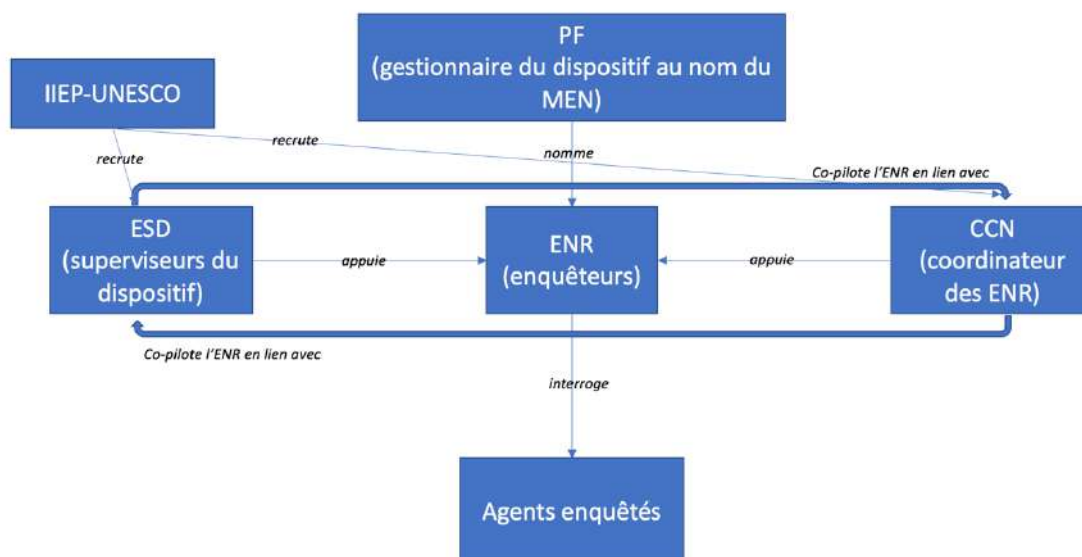 PF
(gestionnaire du dispositif au nom du
MEN)
IIEP-UNESCO
recrute
recrute
nomme
Co-pilote l'ENR en lien avec
ESD
(superviseurs du
dispositif)
appuie
ENR
(enquêteurs)
appuie
CCN
(coordinateur
des ENR)
Co-pilote l'ENR en lien avec
interroge
Agents enquêtés